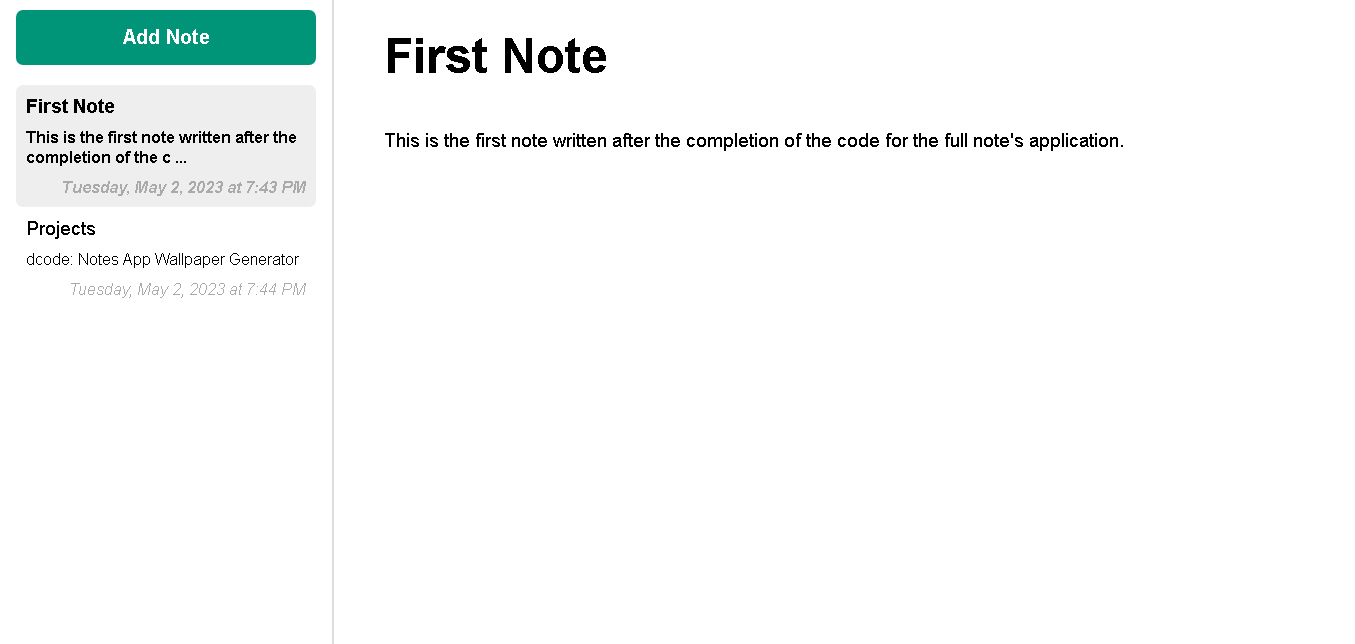 Add Note
First Note
This is the first note written after the
completion of the c ...
Tuesday, May 2, 2023 at 7:43 PM
Projects
dcode: Notes App Wallpaper Generator
Tuesday, May 2, 2023 at 7:44 PM
First Note
This is the first note written after the completion of the code for the full note's application.